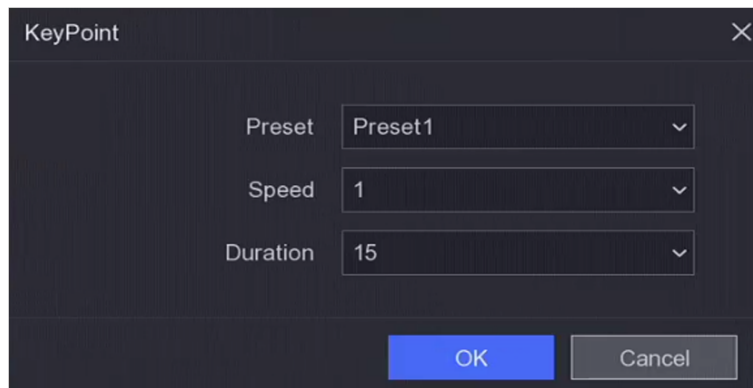 KeyPoint
Preset Preset1
Speed 1
Duration 15
OK Cancel